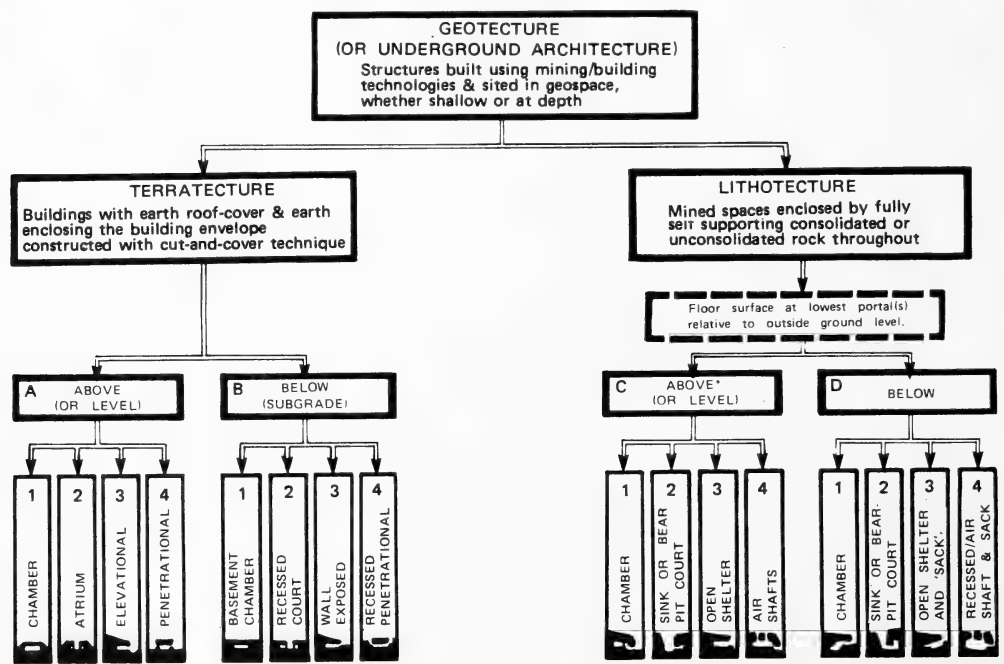 GEOTECTURE
(OR UNDERGROUND ARCHITECTURE)
Structures built using mining/building
technologies & sited in geospace,
whether shallow or at depth
TERRATECTURE
Buildings with earth roof-cover & earth
enclosing the building envelope
constructed with cut-and-cover technique
LITHOTECTURE
Mined spaces enclosed by fully
self supporting consolidated or
unconsolidated rock throughout
Floor surface at lowest portal(s)
relative to outside ground level.
A
ABOVE
(OR LEVEL)
B
BELOW
(SUBGRADE)
C
ABOVE*
(OR LEVEL)
D
BELOW
1
CHAMBER
2
ATRIUM
3
ELEVATIONAL
4
PENETRATIONAL
1
BASEMENT
CHAMBER
2
RECESSED
COURT
3
WALL
EXPOSED
4
RECESSED
PENETRATIONAL
1
CHAMBER
2
SINK OR BEAR
PIT COURT
3
OPEN
SHELTER
4
AIR
SHAFTS
1
CHAMBER
2
SINK OR BEAR-
PIT COURT
3
OPEN SHELTER
AND 'SACK'.
4
RECESSED/AIR
SHAFT & SACK